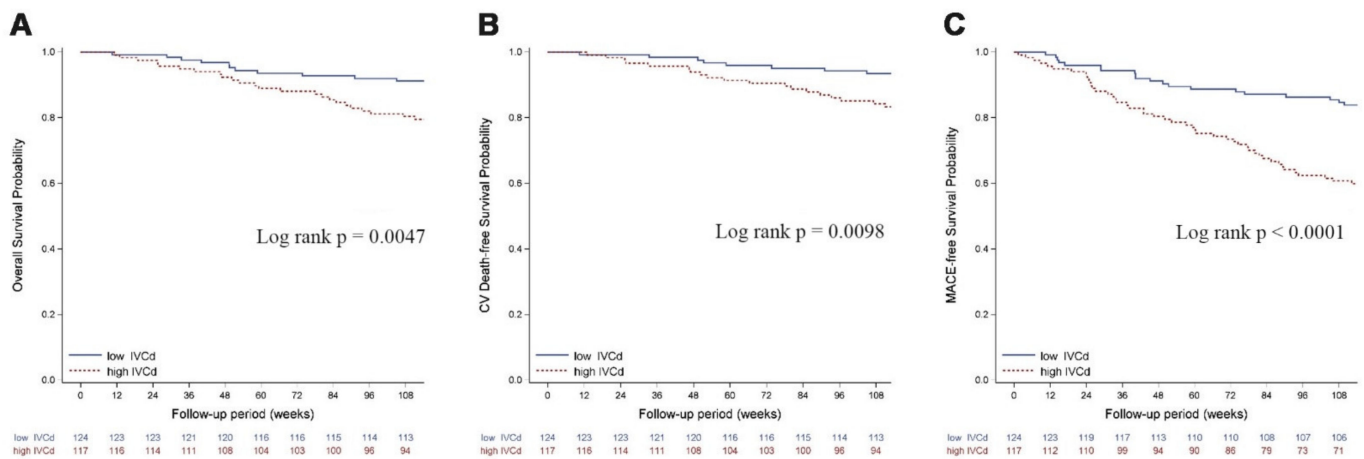 A
Overall Survival Probability
1.0
0.8
0.6
0.4
0.2
0.0
Log rank p = 0.0047
low IVCd
high IVCd
0 12 24 36 48 60 72 84 96 108
Follow-up period (weeks)
low IVCd 124 123 123 121 120 116 116 115 114 113
high IVCd 117 116 114 111 108 104 103 100 96 94
B
CV Death-free Survival Probability
1.0
0.8
0.6
0.4
0.2
0.0
Log rank p = 0.0098
low IVCd
high IVCd
0 12 24 36 48 60 72 84 96 108
Follow-up period (weeks)
low IVCd 124 123 123 121 120 116 116 115 114 113
high IVCd 117 116 114 111 108 104 103 100 96 94
C
MACE-free Survival Probability
1.0
0.8
0.6
0.4
0.2
0.0
Log rank p < 0.0001
low IVCd
high IVCd
0 12 24 36 48 60 72 84 96 108
Follow-up period (weeks)
low IVCd 124 123 119 117 113 110 110 108 107 106
high IVCd 117 112 110 99 94 90 86 79 73 71